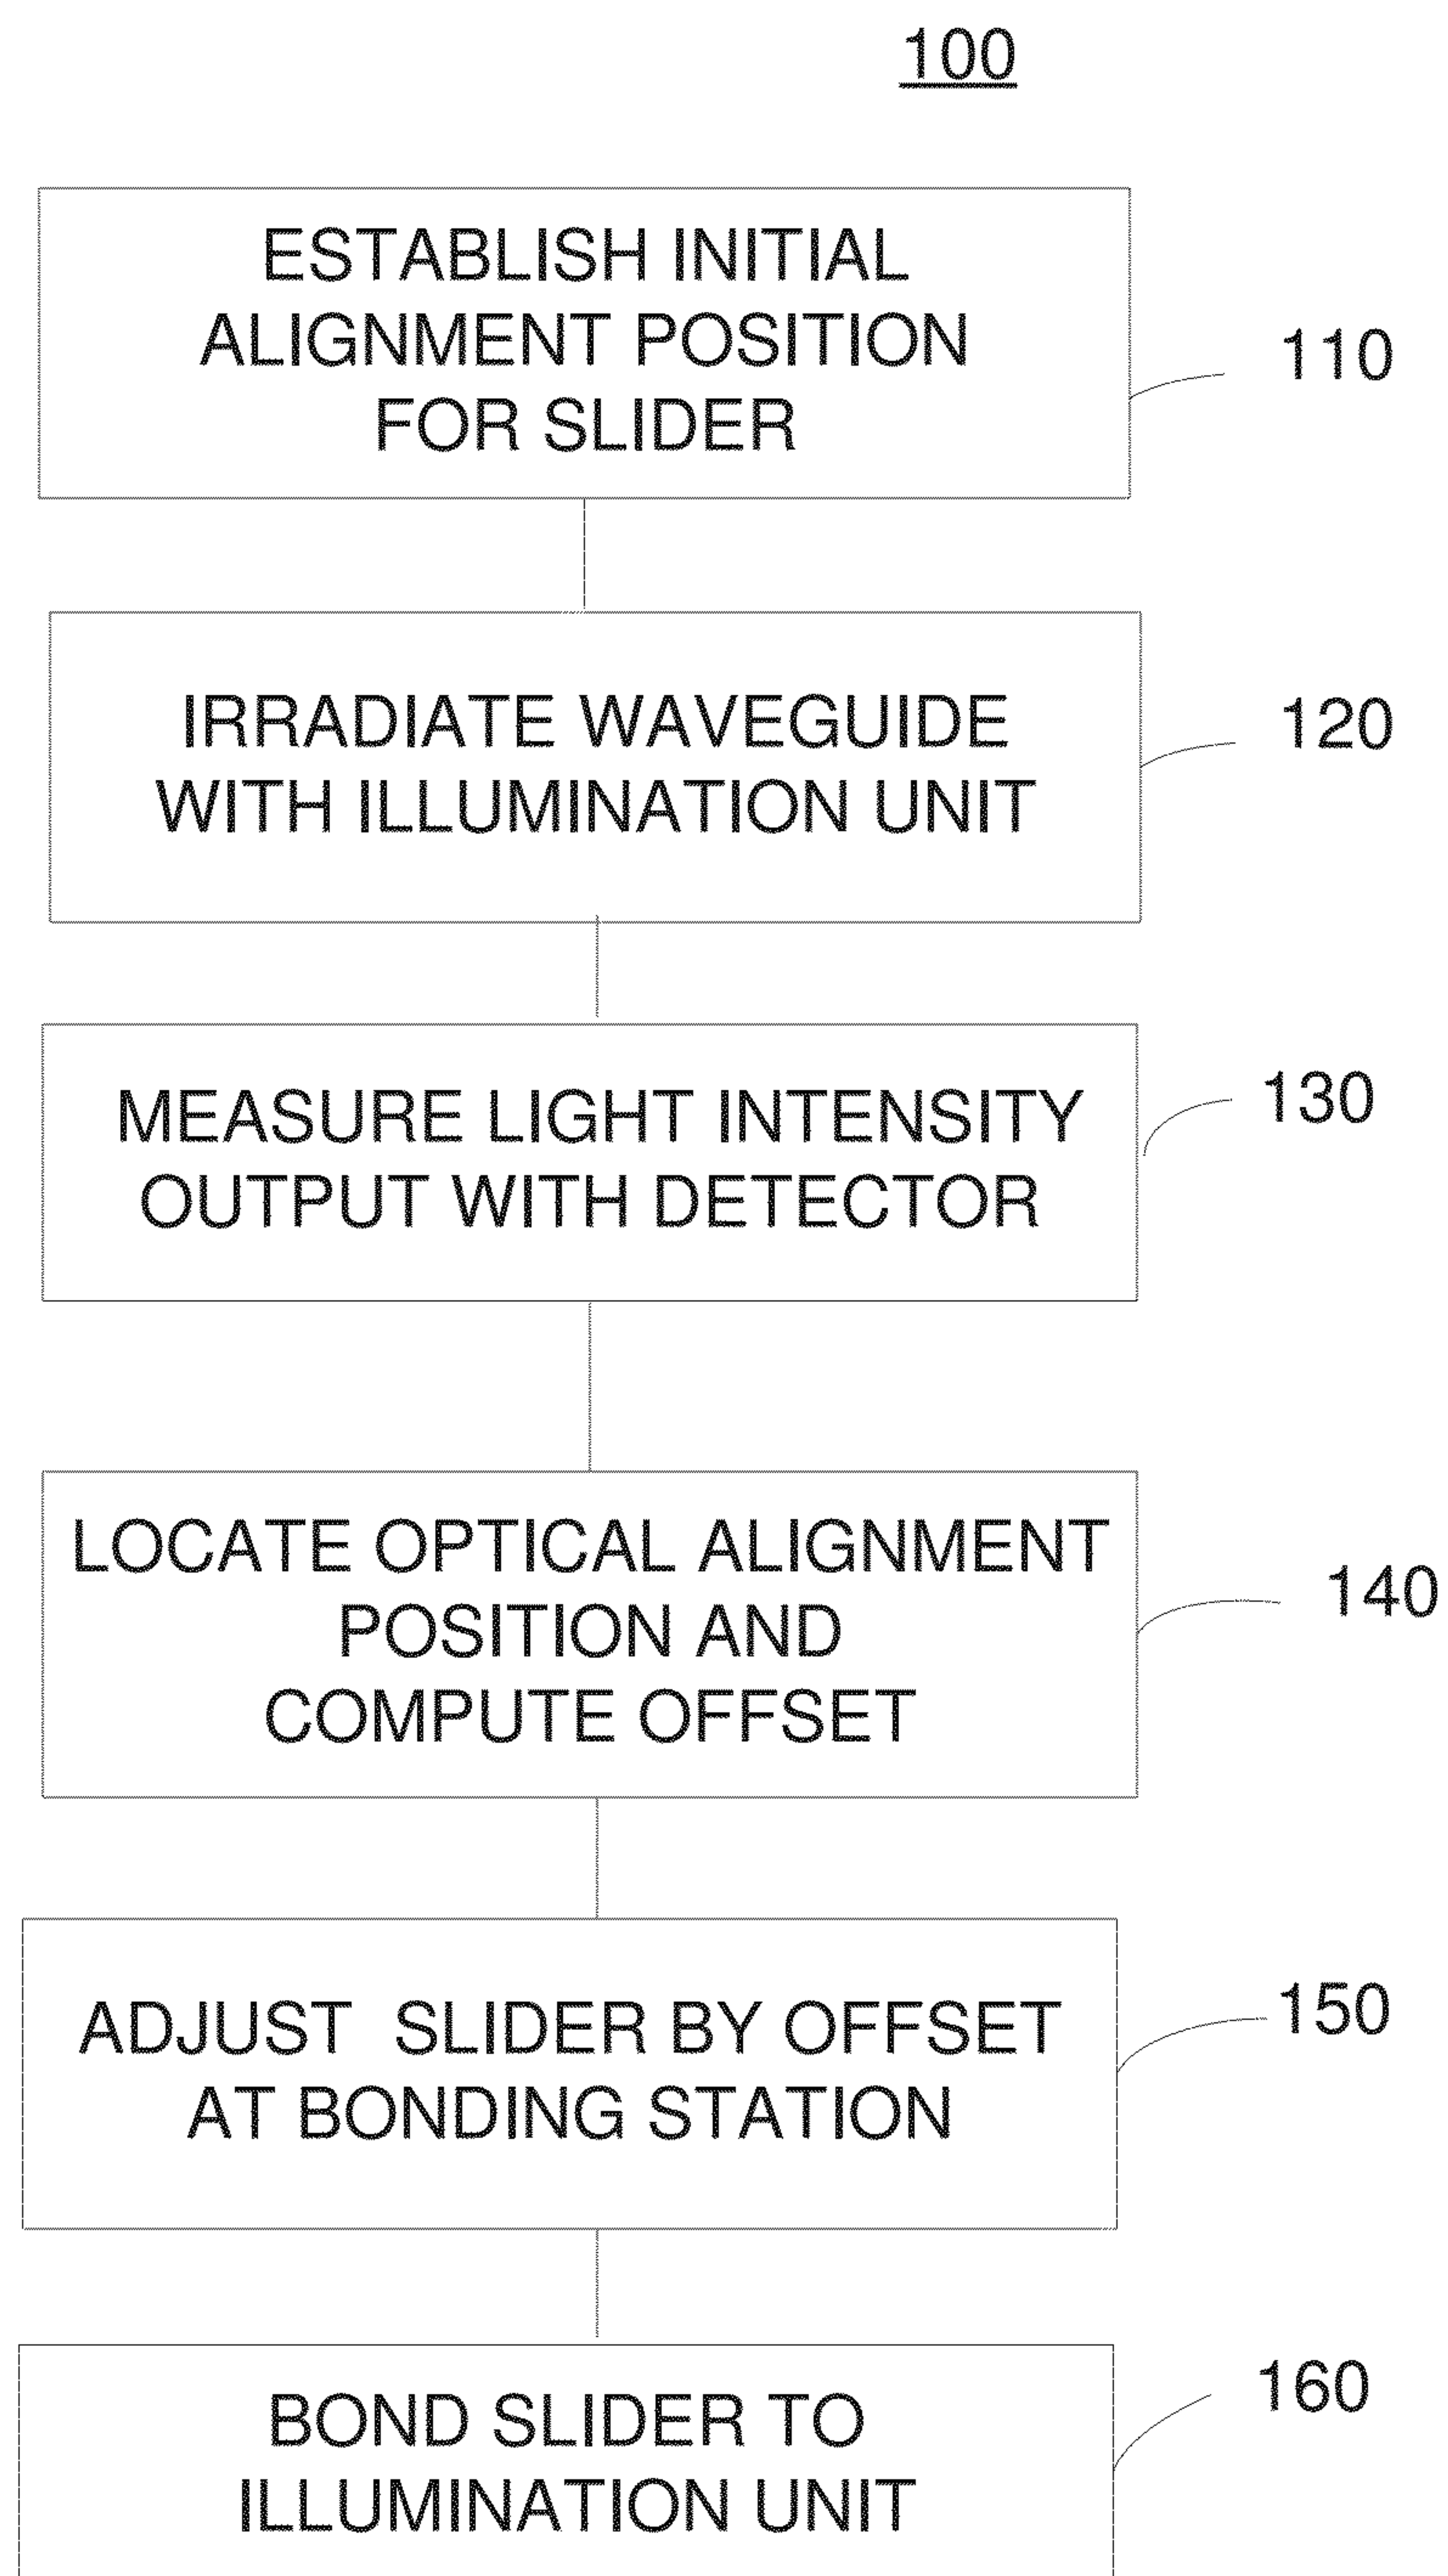 100
ESTABLISH INITIAL
ALIGNMENT POSITION
FOR SLIDER
110
IRRADIATE WAVEGUIDE
WITH ILLUMINATION UNIT
120
MEASURE LIGHT INTENSITY
OUTPUT WITH DETECTOR
130
LOCATE OPTICAL ALIGNMENT
POSITION AND
COMPUTE OFFSET
140
ADJUST  SLIDER BY OFFSET
AT BONDING STATION
150
BOND SLIDER TO
ILLUMINATION UNIT
160